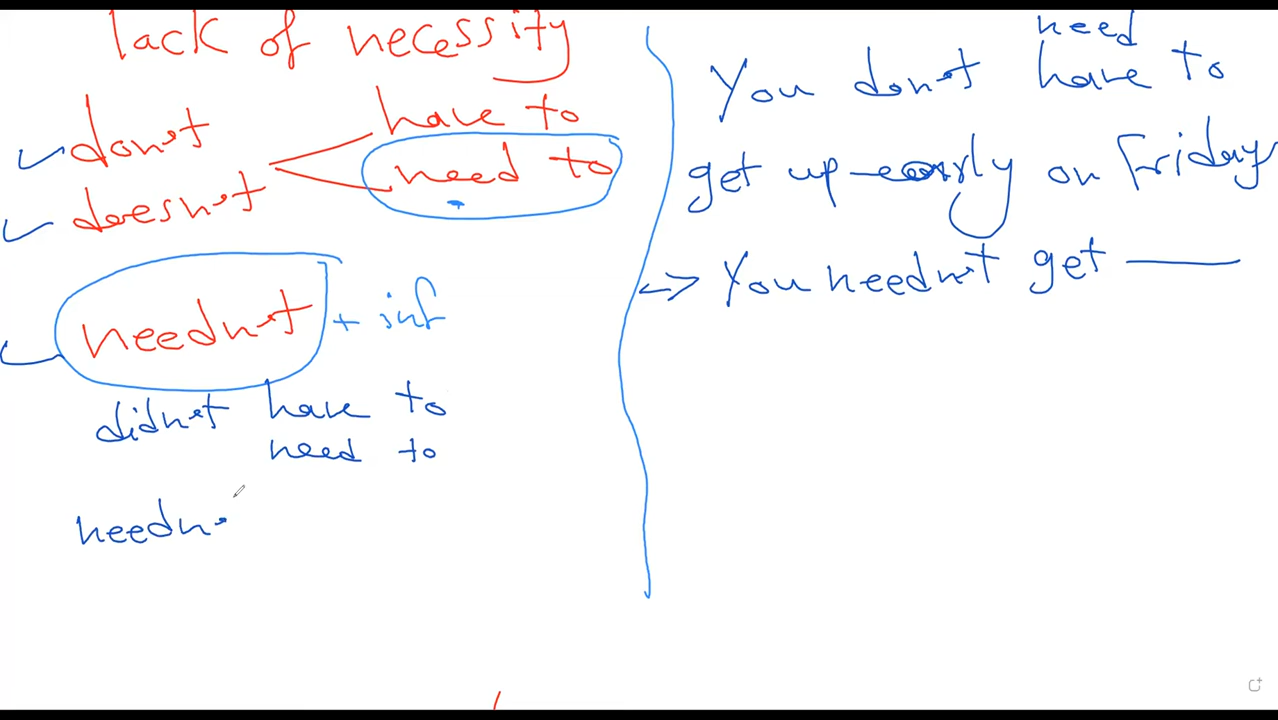 lack of necessity
don't
doesn't
have to
need to
needn't + inf
didn't have to
need to
needn'
need
You don't have to
get up early on Friday
→ You needn't get ——